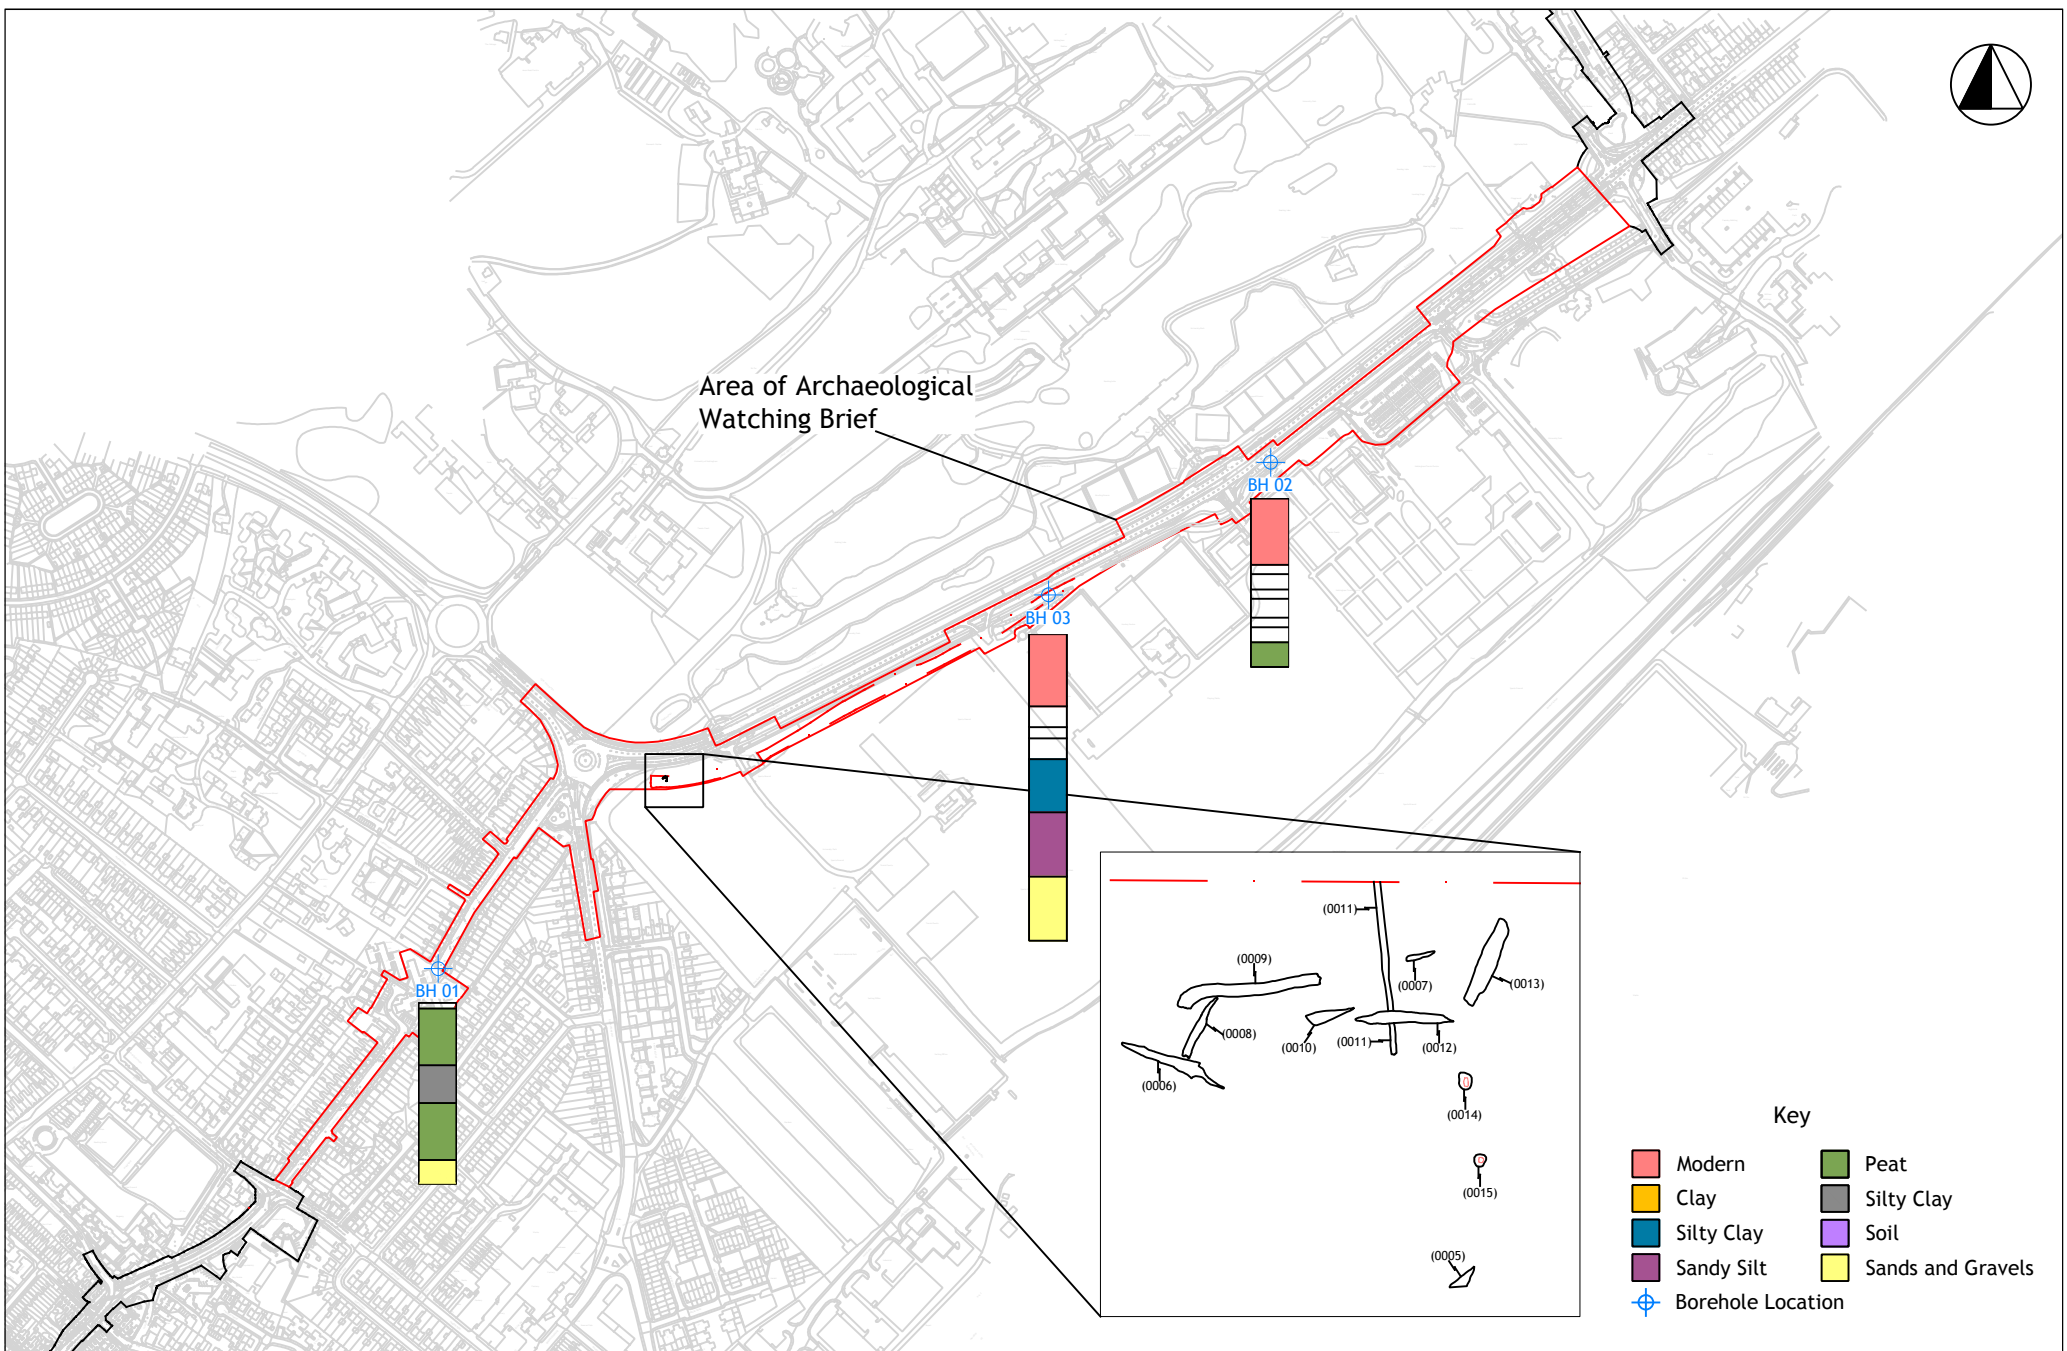 Area of Archaeological
Watching Brief
BH 02
BH 03
BH 01
(0011)
(0009)
(0007)
(0013)
(0008)
(0010)
(0011)
(0012)
(0006)
(0014)
(0015)
(0005)
Key
Modern
Peat
Clay
Silty Clay
Silty Clay
Soil
Sandy Silt
Sands and Gravels
Borehole Location